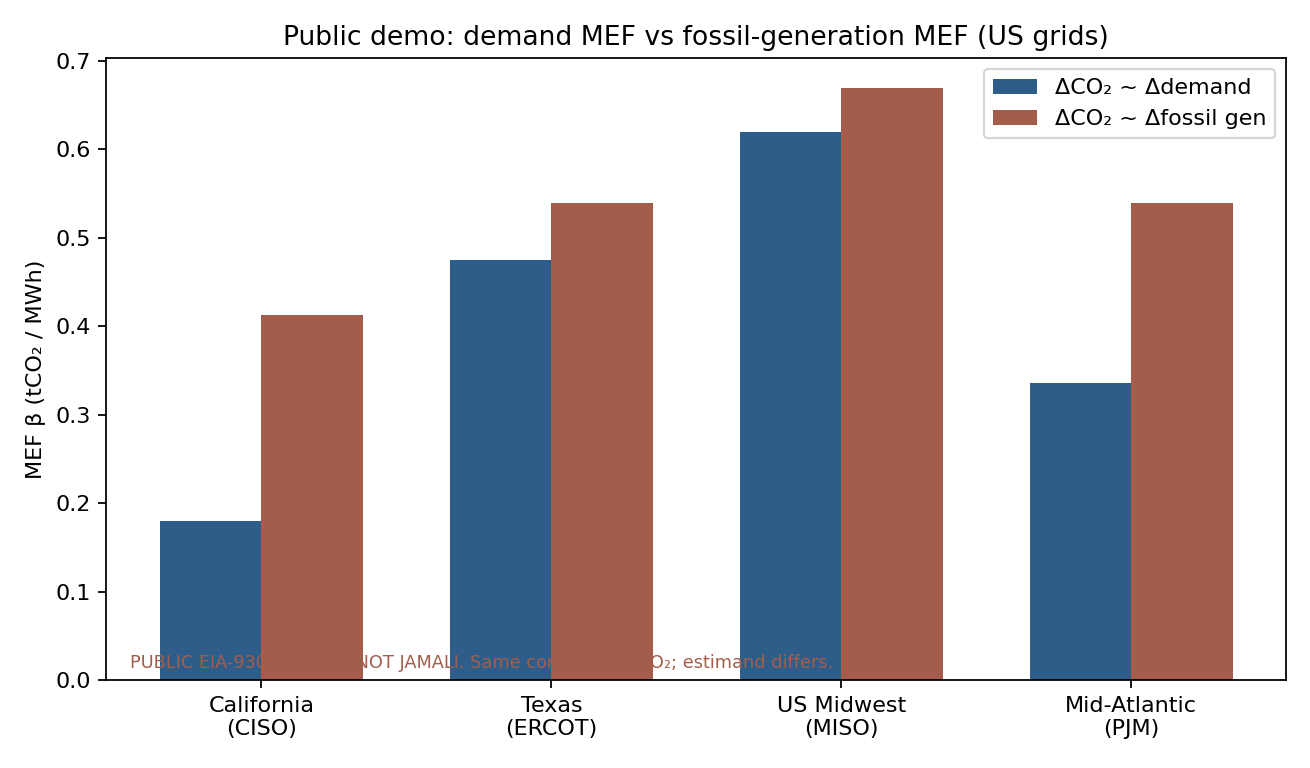 Public demo: demand MEF vs fossil-generation MEF (US grids)
ΔCO₂ ~ Δdemand
ΔCO₂ ~ Δfossil gen
MEF β (tCO₂ / MWh)
0.7
0.6
0.5
0.4
0.3
0.2
0.1
0.0
PUBLIC EIA-930 NOT JAMALI. Same O₂; estimand differs.
California
(CISO)
Texas
(ERCOT)
US Midwest
(MISO)
Mid-Atlantic
(PJM)